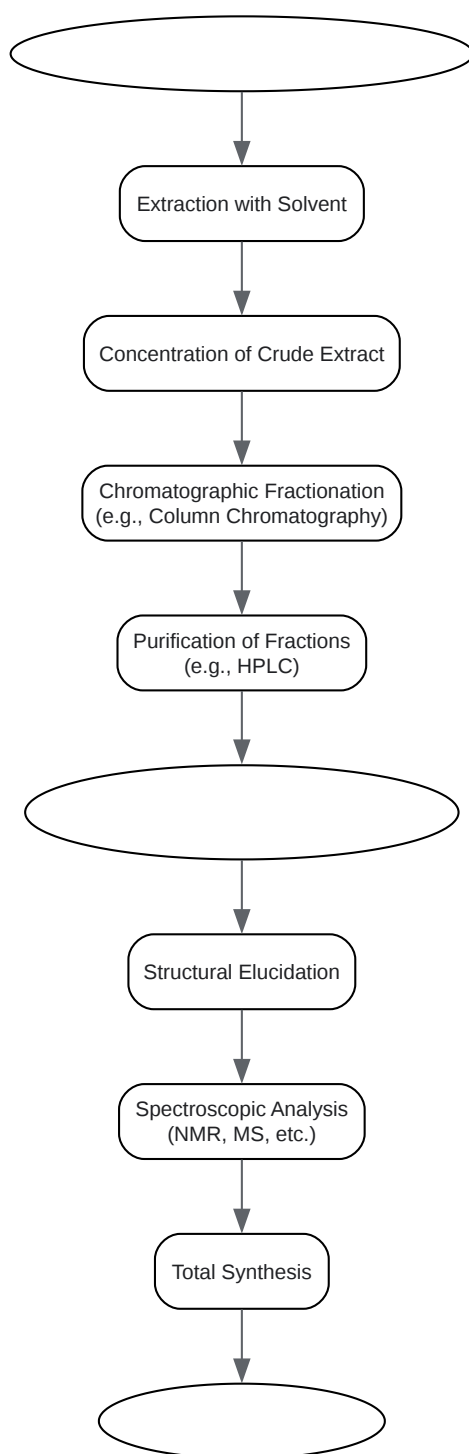 Extraction with Solvent
Concentration of Crude Extract
Chromatographic Fractionation
(e.g., Column Chromatography)
Purification of Fractions
(e.g., HPLC)
Structural Elucidation
Spectroscopic Analysis
(NMR, MS, etc.)
Total Synthesis